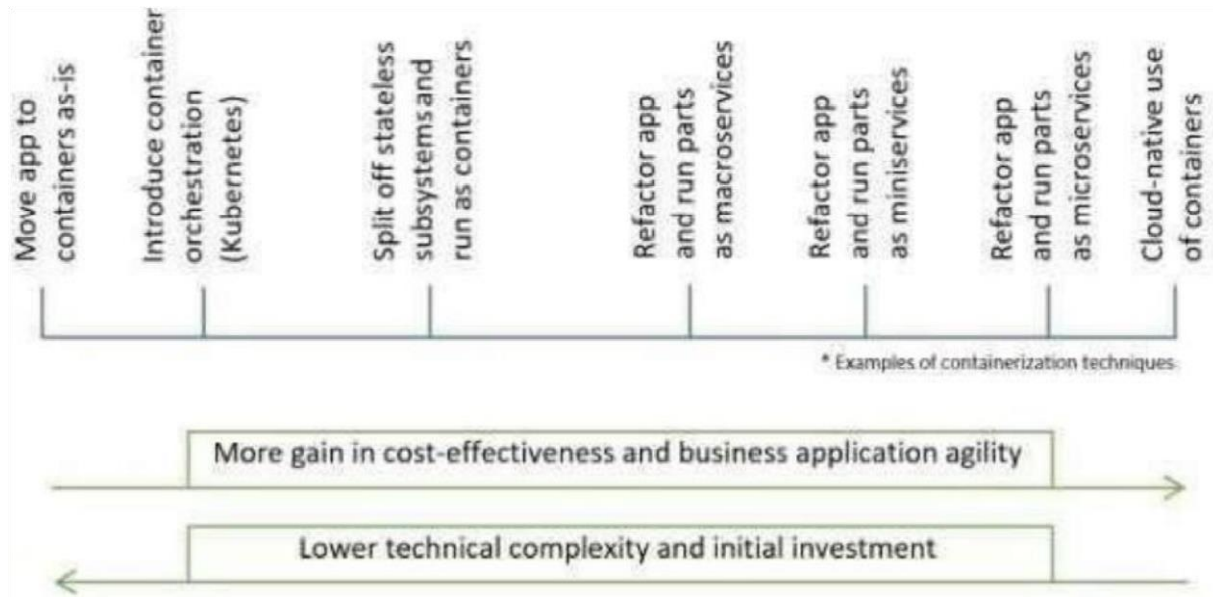 Move app to
containers as-is
Introduce container
orchestration
(Kubernetes)
Split off stateless
subsystems and
run as containers
Refactor app
and run parts
as macroservices
Refactor app
and run parts
as miniservices
Refactor app
and run parts
as microservices
Cloud-native use
of containers
* Examples of containerization techniques
More gain in cost-effectiveness and business application agility
Lower technical complexity and initial investment